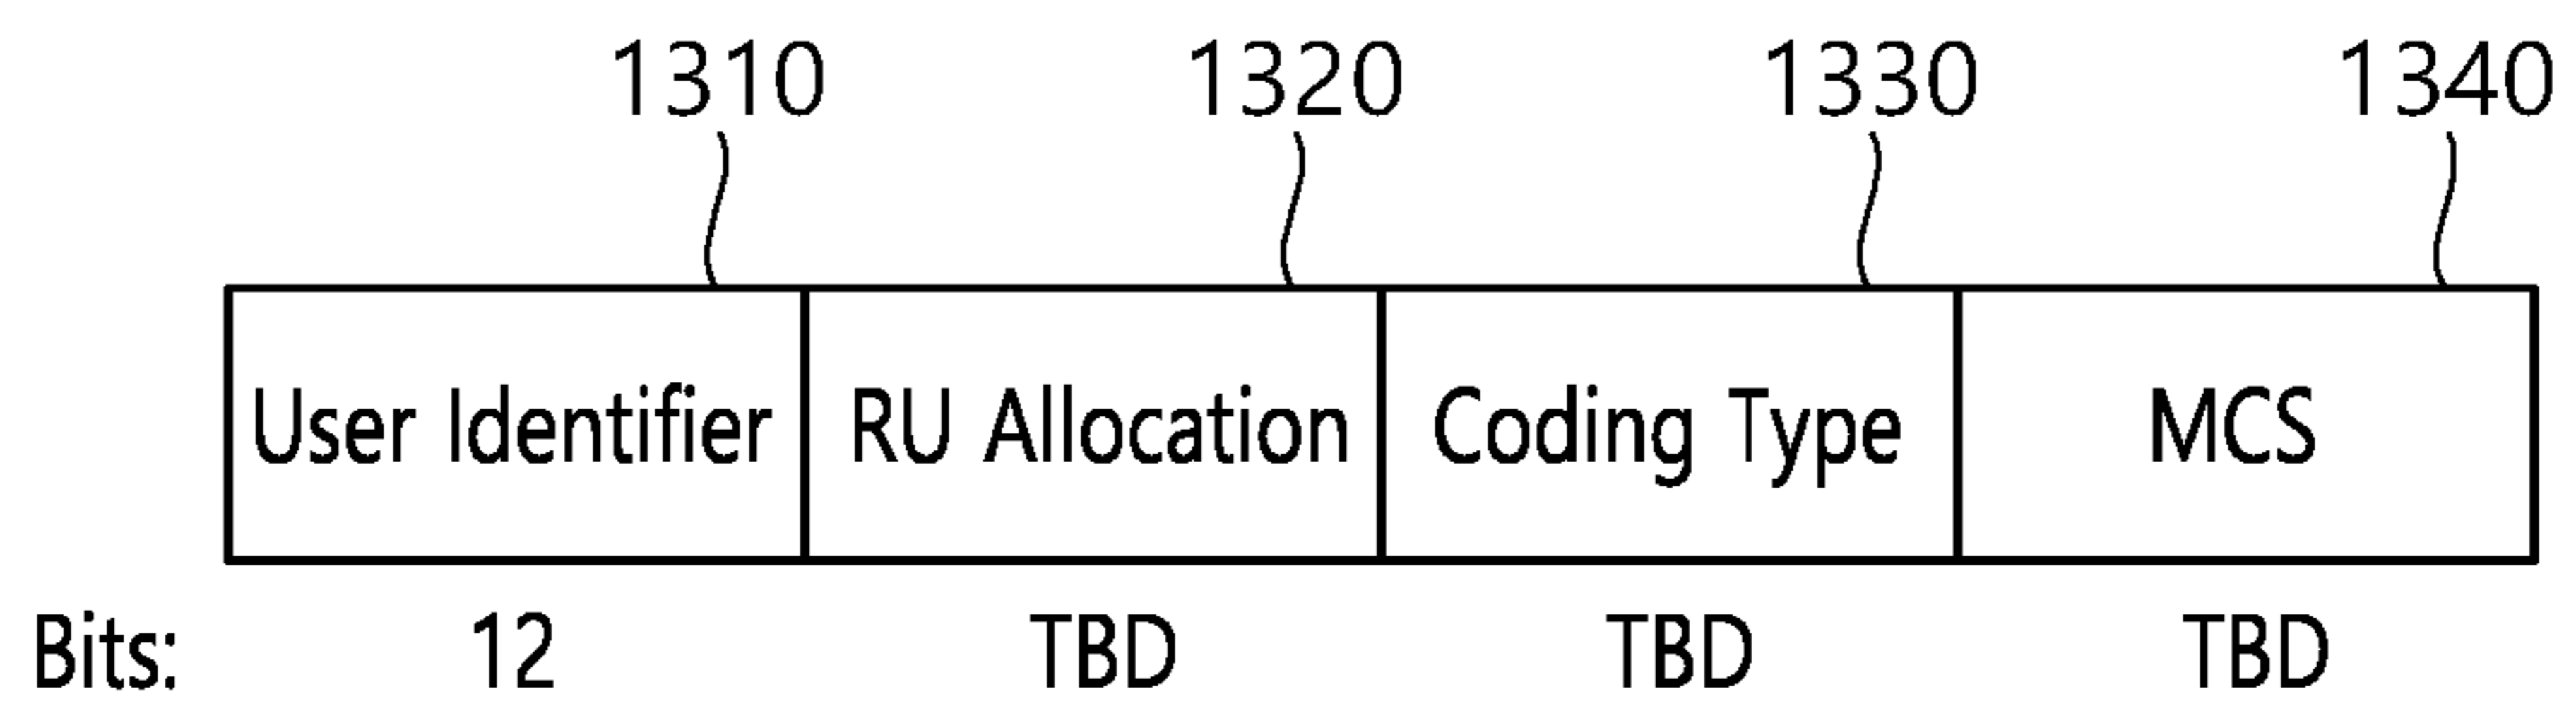 1310 1320 1330 1340
User Identifier RU Allocation Coding Type MCS
Bits: 12 TBD TBD TBD